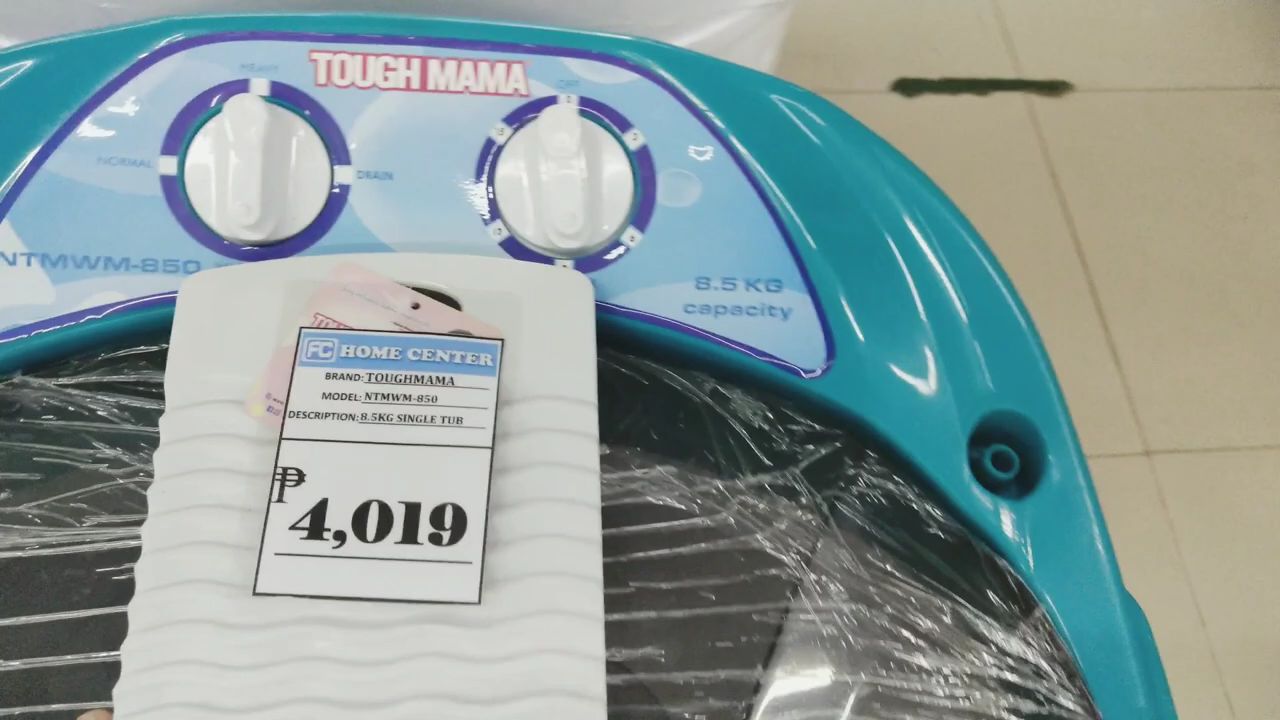 TOUGH MAMA
HEAVY
OFF
NORMAL
DRAIN
15
NTMWM-850
8.5 KG
capacity
FC HOME CENTER
BRAND: TOUGHMAMA
MODEL: NTMWM-850
DESCRIPTION: 8.5KG SINGLE TUB
₱4,019